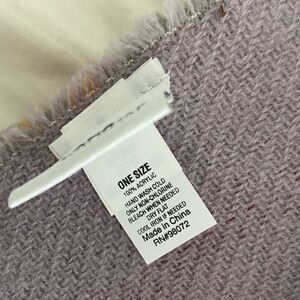 ONE SIZE
100% ACRYLIC
HAND WASH COLD
ONLY NON-CHLORINE
BLEACH WHEN NEEDED
DRY FLAT
COOL IRON IF NEEDED
Made in China
RN#98072